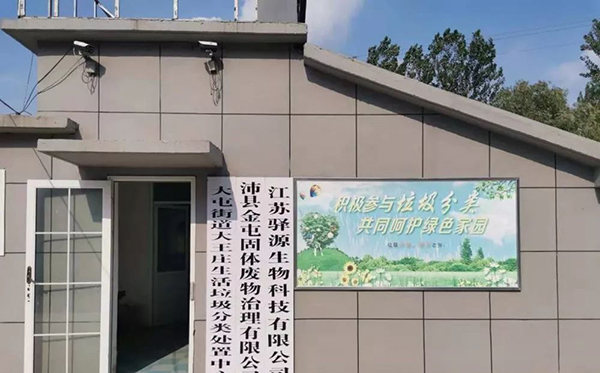 江苏驿源生物科技有限公司
沛县金屯固体废物治理有限公司
大屯街道大王庄生活垃圾分类处置中
积极参与垃圾分类
共同呵护绿色家园